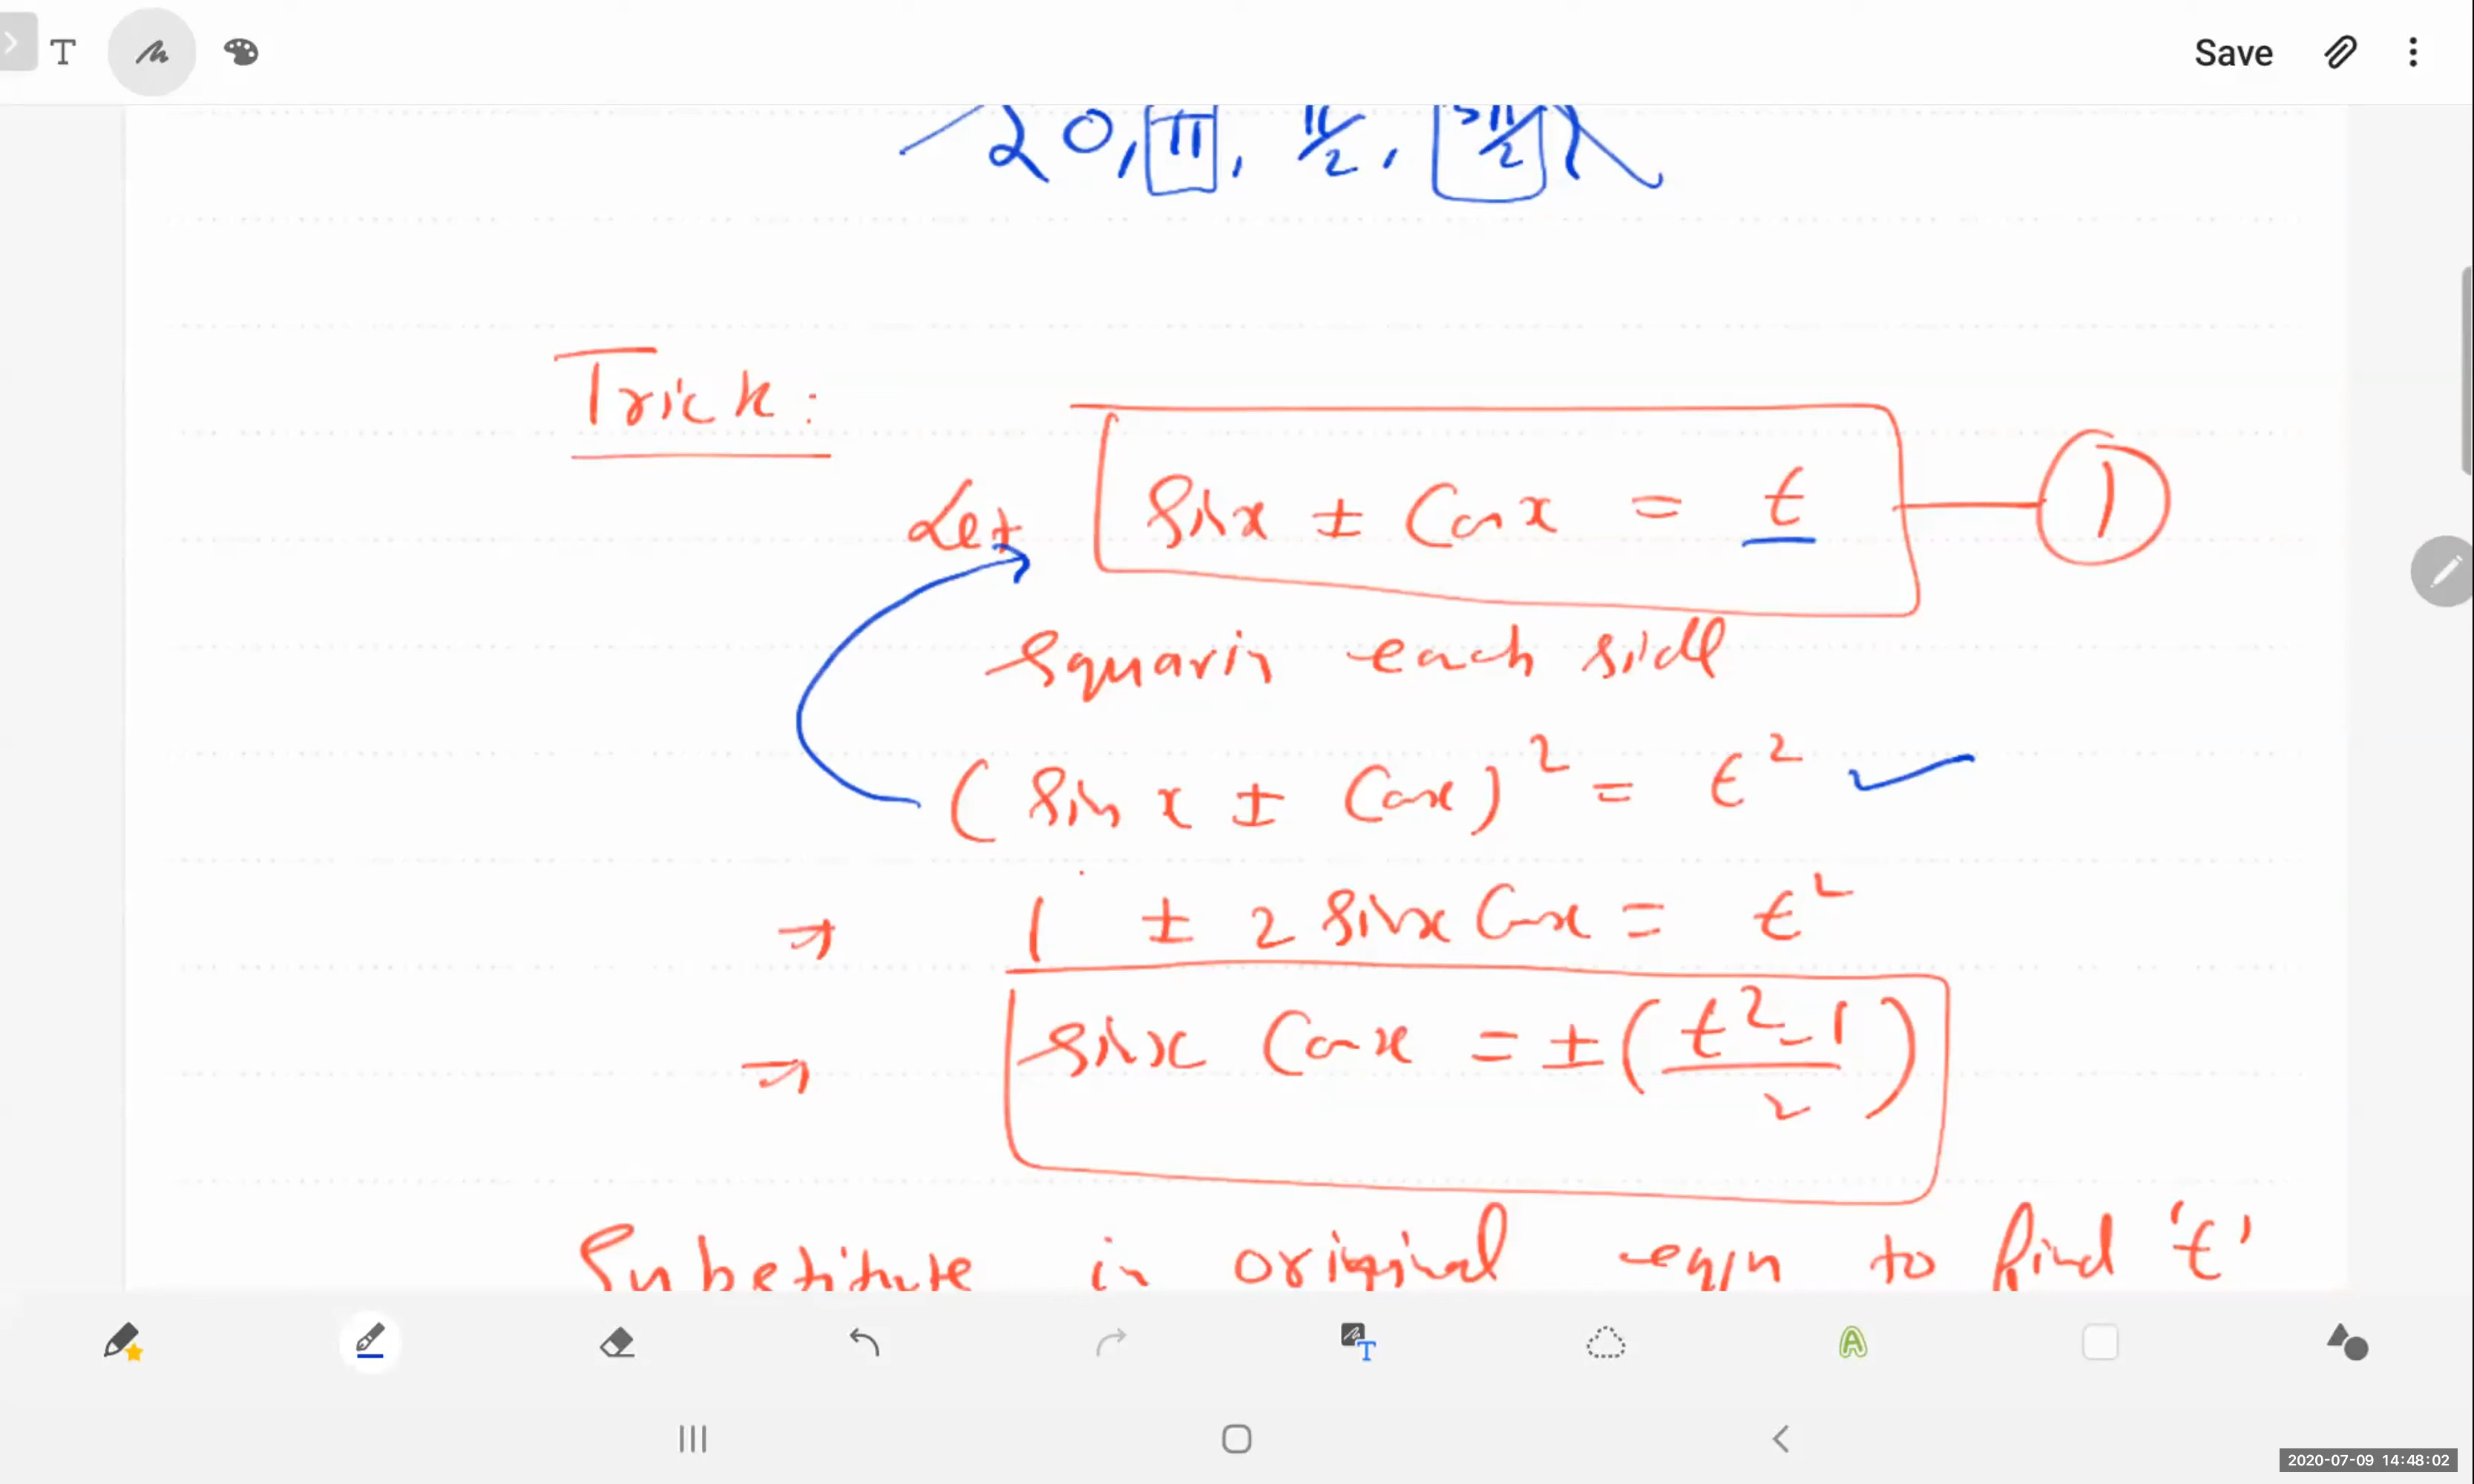 T
Save
{0, π, π/2, 3π/2}
Trick:
Let sinx ± Cosx = t — ①
Squarin each side
(sin x ± Cosx)² = t² ✓
→ 1 ± 2 sinx Cosx = t²
→ sinx Cosx = ±(t²-1/2)
Substitute in original eqn to find 't'
T
A
2020-07-09 14:48:02